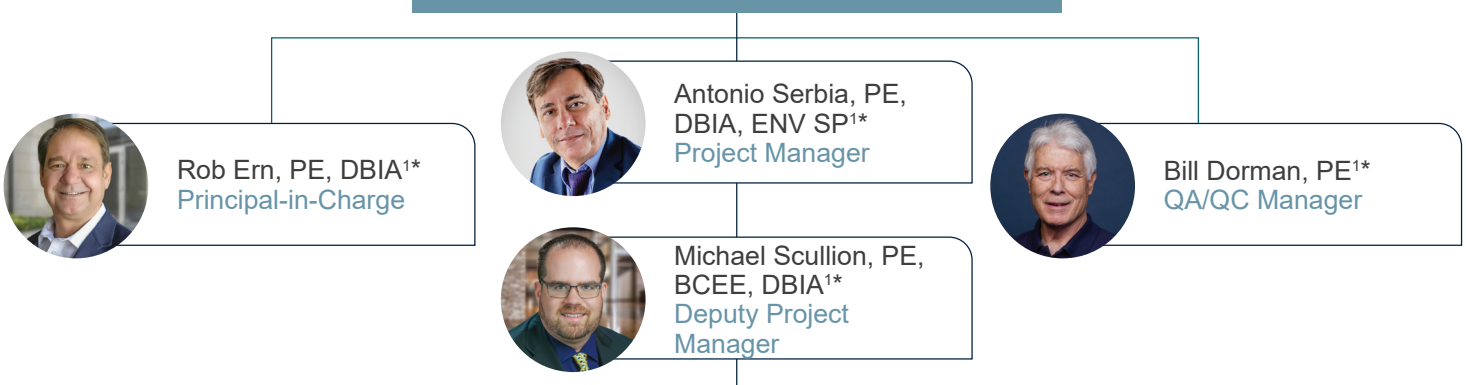 Antonio Serbia, PE,
DBIA, ENV SP¹*
Project Manager
Rob Ern, PE, DBIA¹*
Principal-in-Charge
Bill Dorman, PE¹*
QA/QC Manager
Michael Scullion, PE,
BCEE, DBIA¹*
Deputy Project
Manager